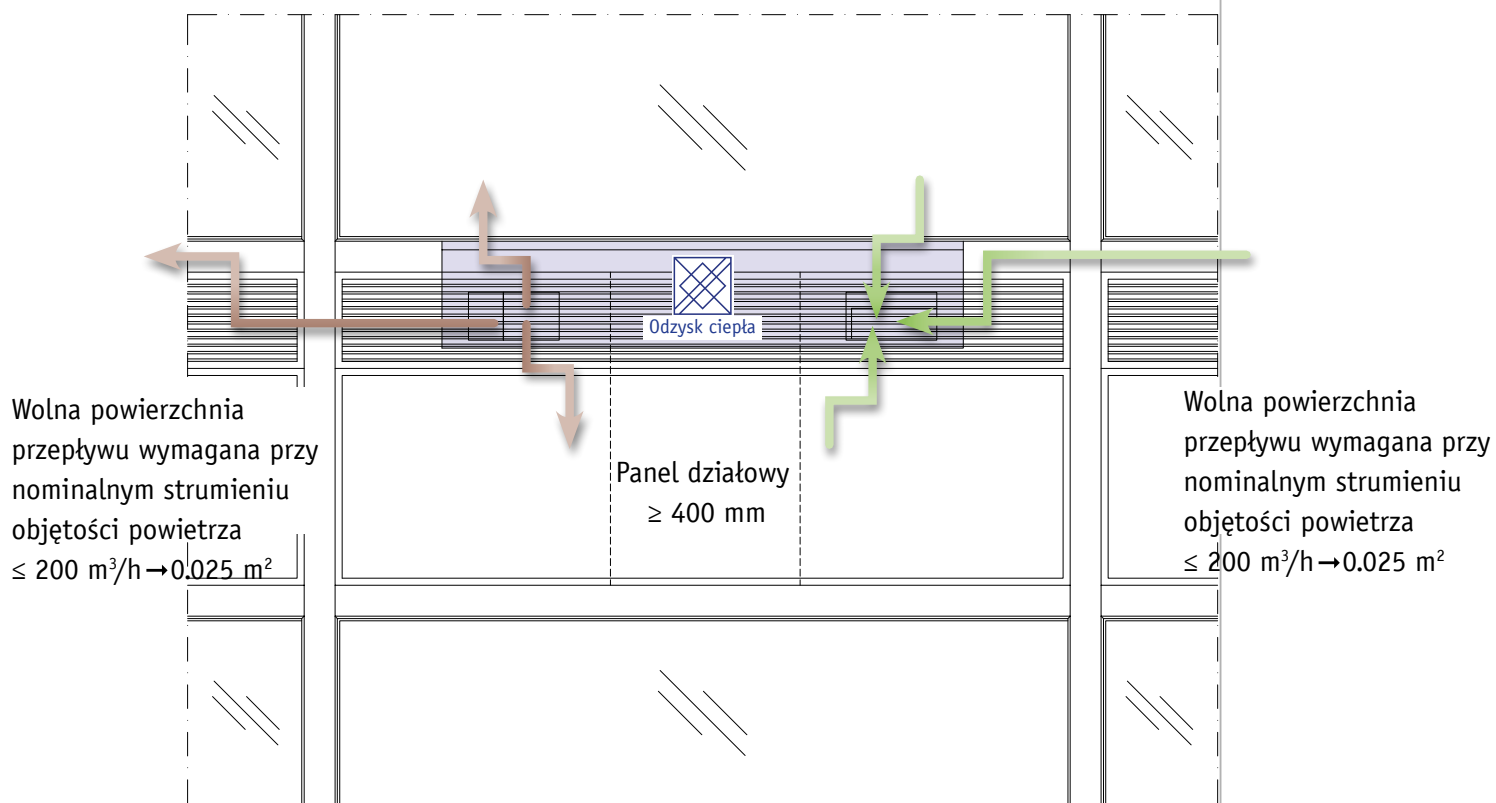 Odzysk ciepła
Wolna powierzchnia
przepływu wymagana przy
nominalnym strumieniu
objętości powietrza
≤ 200 m³/h→0.025 m²
Panel działowy
≥ 400 mm
Wolna powierzchnia
przepływu wymagana przy
nominalnym strumieniu
objętości powietrza
≤ 200 m³/h→0.025 m²